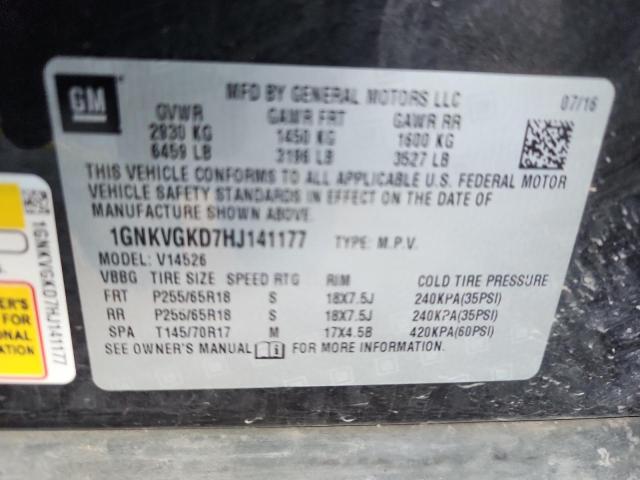 GM
MFD BY GENERAL MOTORS LLC
07/16
GVWR GAWR FRT GAWR RR
2930 KG 1450 KG 1600 KG
6459 LB 3196 LB 3527 LB
THIS VEHICLE CONFORMS TO ALL APPLICABLE U.S. FEDERAL MOTOR
VEHICLE SAFETY STANDARDS IN EFFECT ON THE DATE OF
MANUFACTURE SHOWN ABOVE.
1GNKVGKD7HJ141177 TYPE: M.P.V.
MODEL: V14526
VBBG TIRE SIZE SPEED RTG RIM COLD TIRE PRESSURE
FRT P255/65R18 S 18X7.5J 240KPA(35PSI)
RR P255/65R18 S 18X7.5J 240KPA(35PSI)
SPA T145/70R17 M 17X4.5B 420KPA(60PSI)
SEE OWNER'S MANUAL FOR MORE INFORMATION.
1GNKVGKD7HJ141177
ER'S
FOR
ONAL
TION